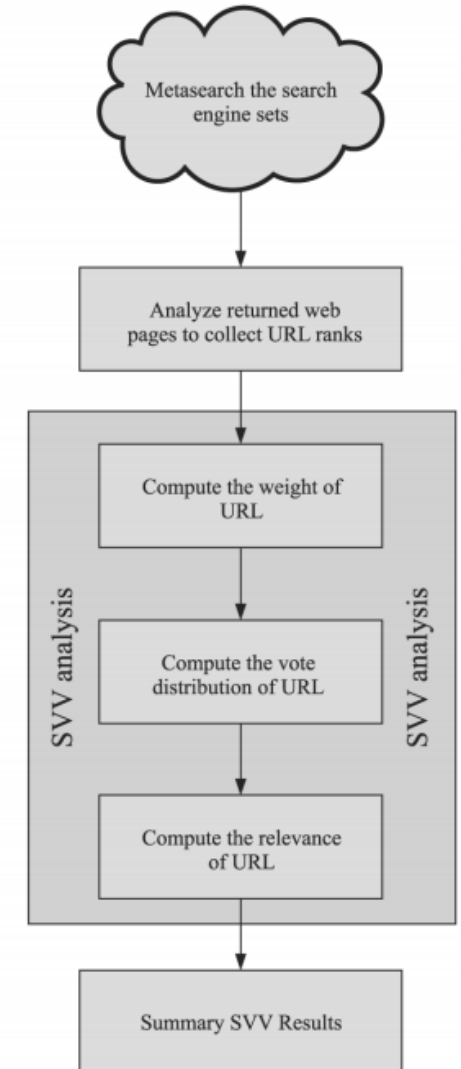 Metasearch the search
engine sets
Analyze returned web
pages to collect URL ranks
Compute the weight of
URL
SVV analysis
Compute the vote
distribution of URL
SVV analysis
Compute the relevance
of URL
Summary SVV Results